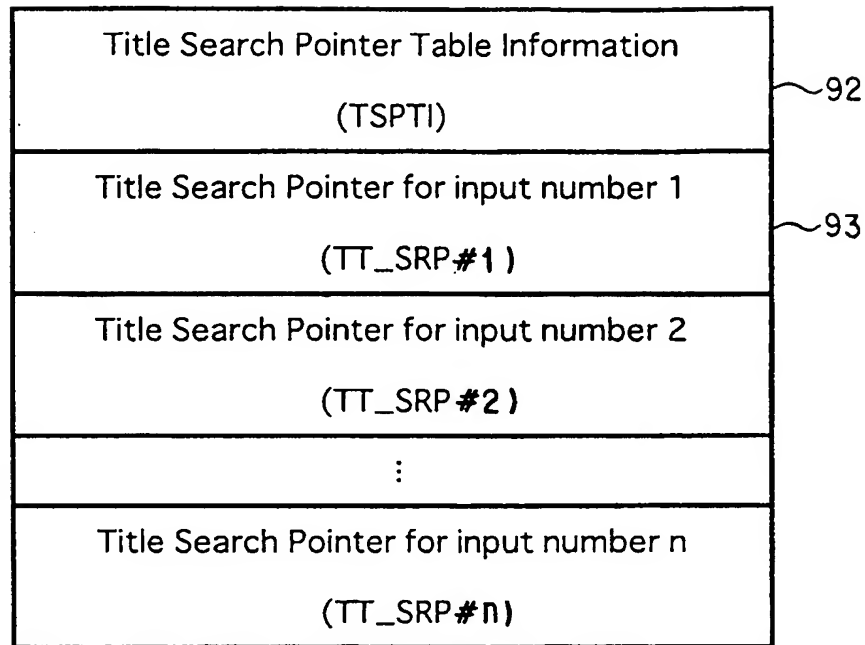 Title Search Pointer Table Information
(TSPTI)
92
Title Search Pointer for input number 1
(TT_SRP#1)
93
Title Search Pointer for input number 2
(TT_SRP#2)
⋮
Title Search Pointer for input number n
(TT_SRP#n)